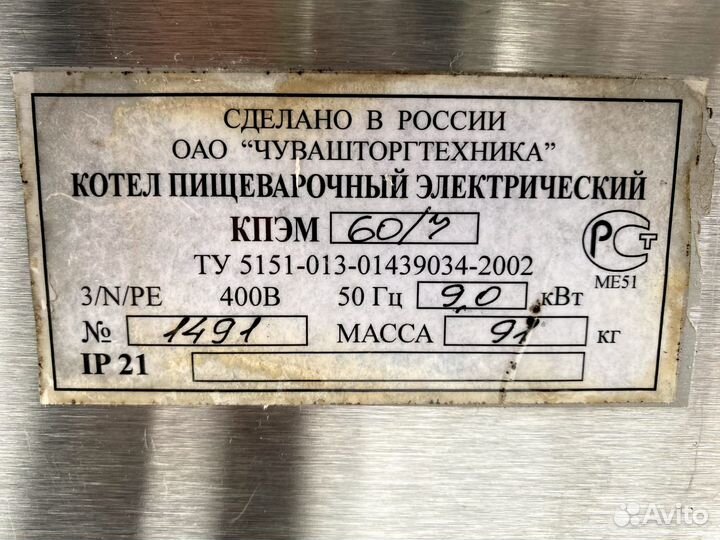 СДЕЛАНО В РОССИИ
ОАО “ЧУВАШТОРГТЕХНИКА”
КОТЕЛ ПИЩЕВАРОЧНЫЙ ЭЛЕКТРИЧЕСКИЙ
КПЭМ 60/7
ТУ 5151-013-01439034-2002
РСТ
МЕ51
3/N/PE 400В 50 Гц 9,0 кВт
№ 1491 МАССА 91 кг
IP 21
Avito